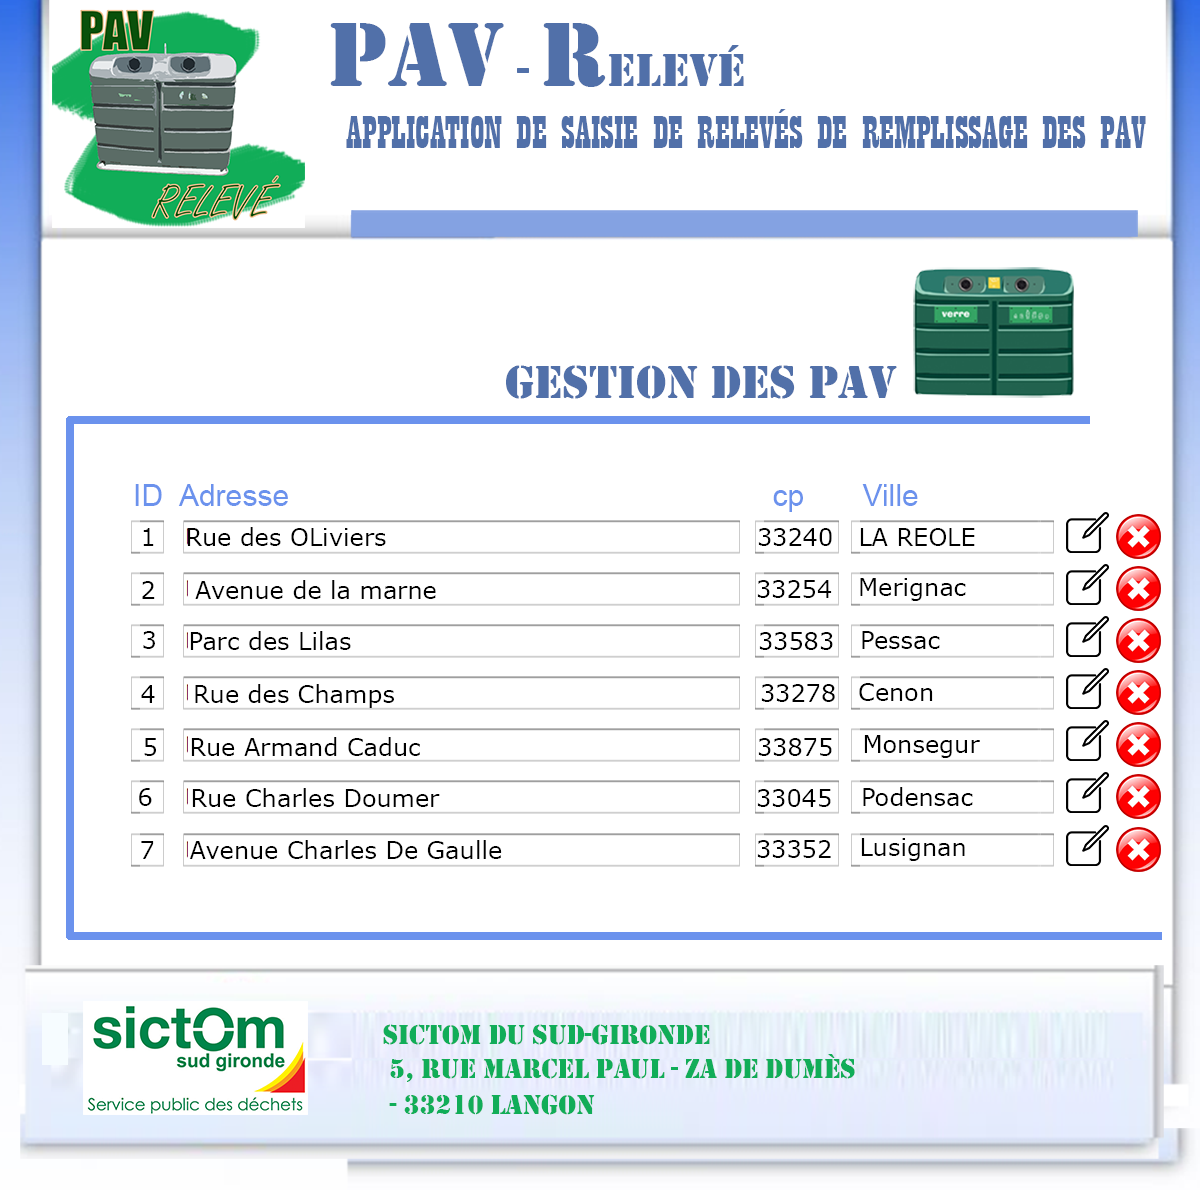 PAV
RELEVÉ
PAV - RELEVÉ
APPLICATION DE SAISIE DE RELEVÉS DE REMPLISSAGE DES PAV
verre
GESTION DES PAV
ID Adresse cp Ville
1 Rue des OLiviers 33240 LA REOLE
2 Avenue de la marne 33254 Merignac
3 Parc des Lilas 33583 Pessac
4 Rue des Champs 33278 Cenon
5 Rue Armand Caduc 33875 Monsegur
6 Rue Charles Doumer 33045 Podensac
7 Avenue Charles De Gaulle 33352 Lusignan
sictOm
sud gironde
Service public des déchets
SICTOM DU SUD-GIRONDE
5, RUE MARCEL PAUL - ZA DE DUMÈS
- 33210 LANGON